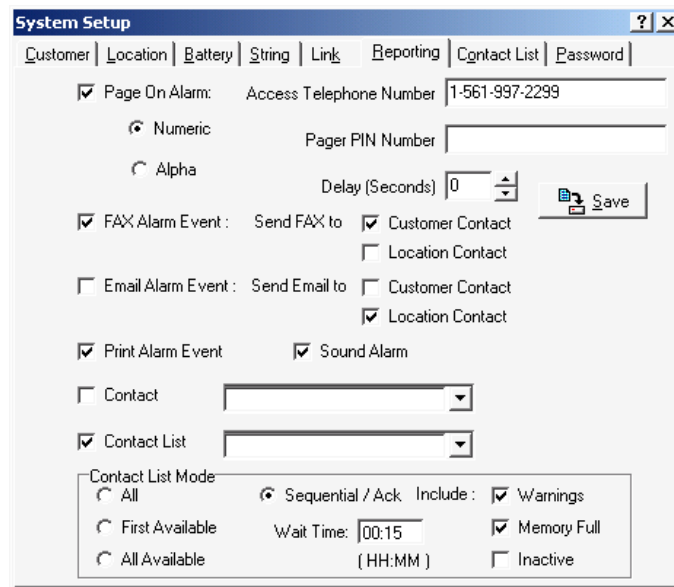 System Setup
Customer Location Battery String Link Reporting Contact List Password
Page On Alarm: Access Telephone Number 1-561-997-2299
Numeric Pager PIN Number
Alpha
Delay (Seconds) 0
Save
FAX Alarm Event : Send FAX to Customer Contact
Location Contact
Email Alarm Event : Send Email to Customer Contact
Location Contact
Print Alarm Event Sound Alarm
Contact
Contact List
Contact List Mode
All Sequential / Ack Include : Warnings
First Available Wait Time: 00:15 Memory Full
All Available (HH:MM ) Inactive